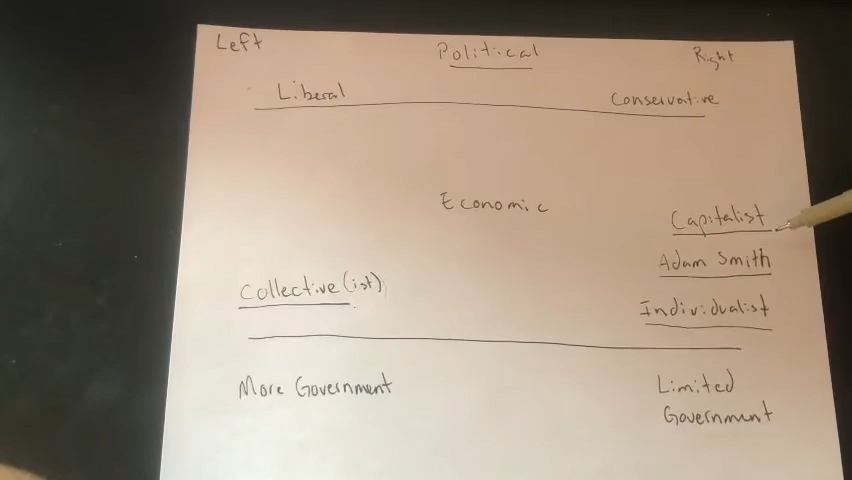 Left Political Right
Liberal Conservative
Economic
Capitalist
Adam Smith
Collective(ist)
Individualist
More Government
Limited
Government